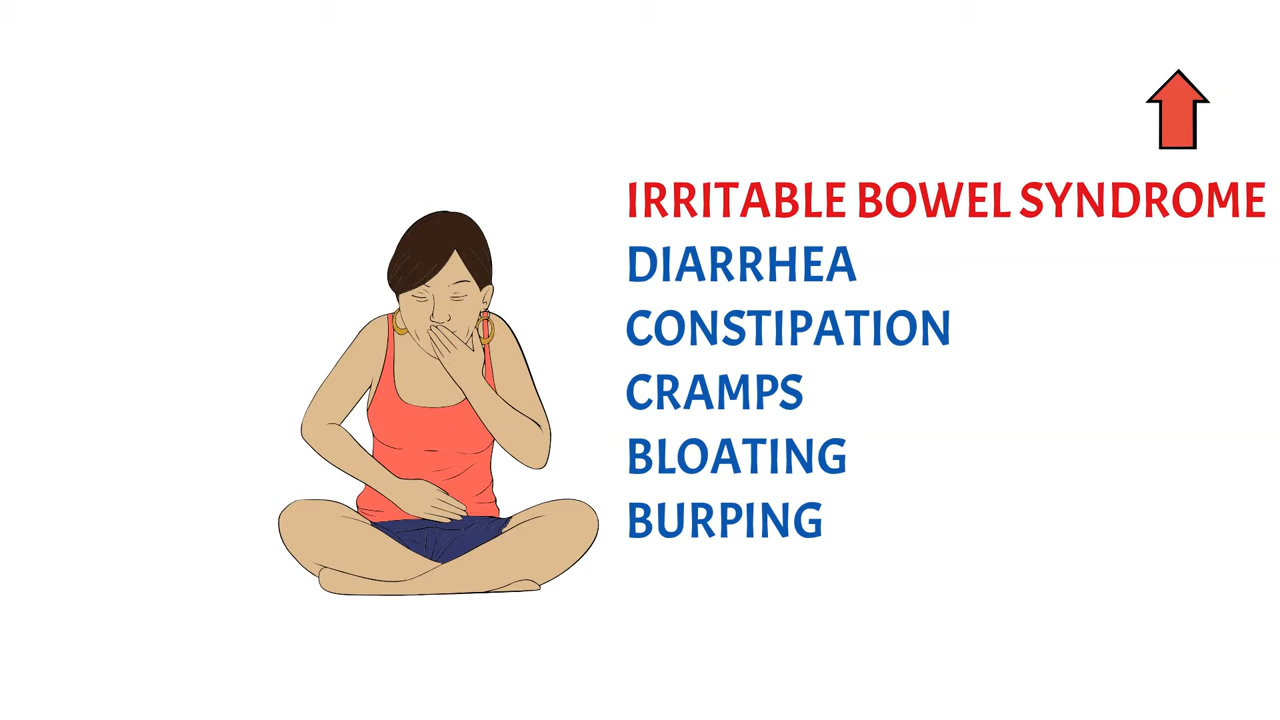 IRRITABLE BOWEL SYNDROME
DIARRHEA
CONSTIPATION
CRAMPS
BLOATING
BURPING